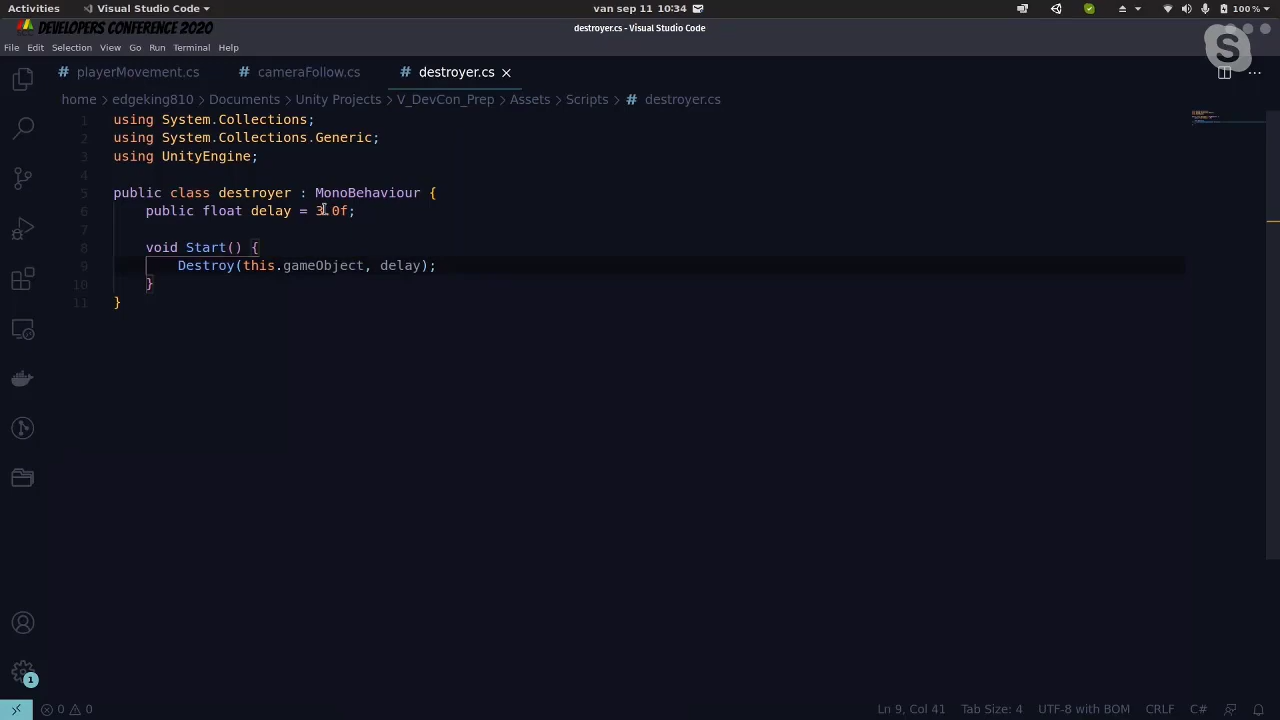 Activities Visual Studio Code van sep 11 10:34 100%
DEVELOPERS CONFERENCE 2020
destroyer.cs - Visual Studio Code
S
File Edit Selection View Go Run Terminal Help
# playerMovement.cs # cameraFollow.cs # destroyer.cs
home > edgeking810 > Documents > Unity Projects > V_DevCon_Prep > Assets > Scripts > # destroyer.cs
1 using System.Collections;
2 using System.Collections.Generic;
3 using UnityEngine;
4
5 public class destroyer : MonoBehaviour {
6 public float delay = 3.0f;
7
8 void Start() {
9 Destroy(this.gameObject, delay);
10 }
11 }
1
0 0 Ln 9, Col 41 Tab Size: 4 UTF-8 with BOM CRLF C#